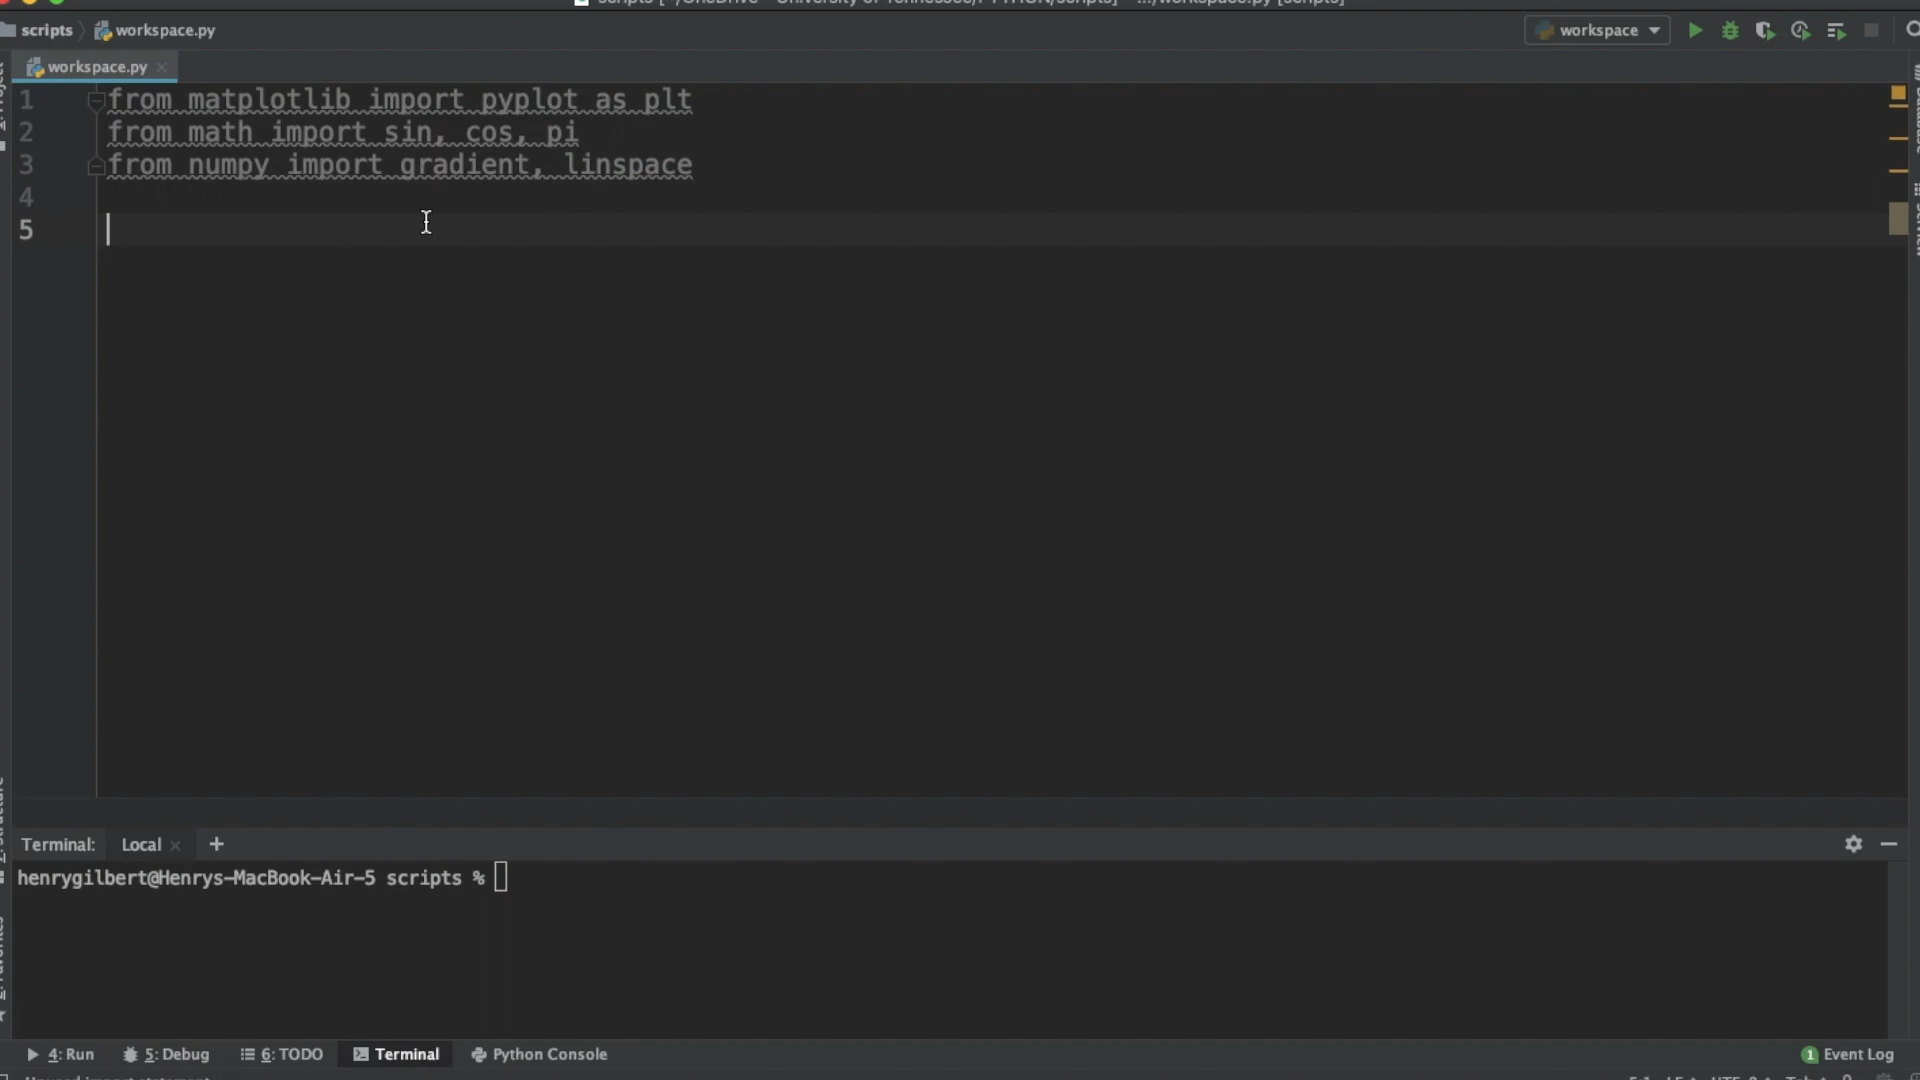 scripts workspace.py
workspace
workspace.py
1 from matplotlib import pyplot as plt
2 from math import sin, cos, pi
3 from numpy import gradient, linspace
4
5
Terminal: Local +
henrygilbert@Henrys-MacBook-Air-5 scripts %
4: Run 5: Debug 6: TODO Terminal Python Console
1 Event Log